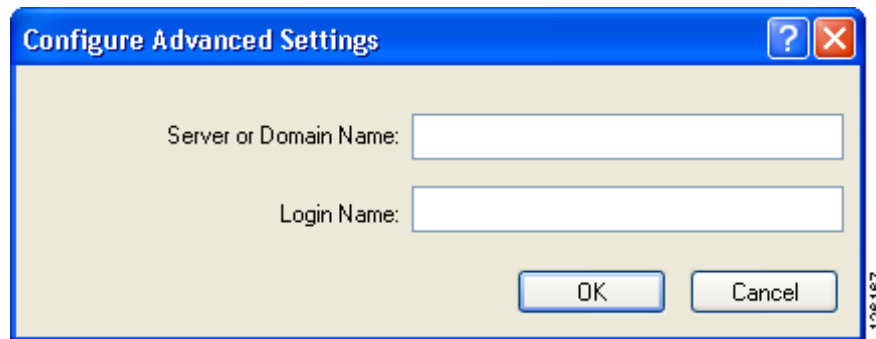 Configure Advanced Settings
?
Server or Domain Name:
Login Name:
OK
Cancel